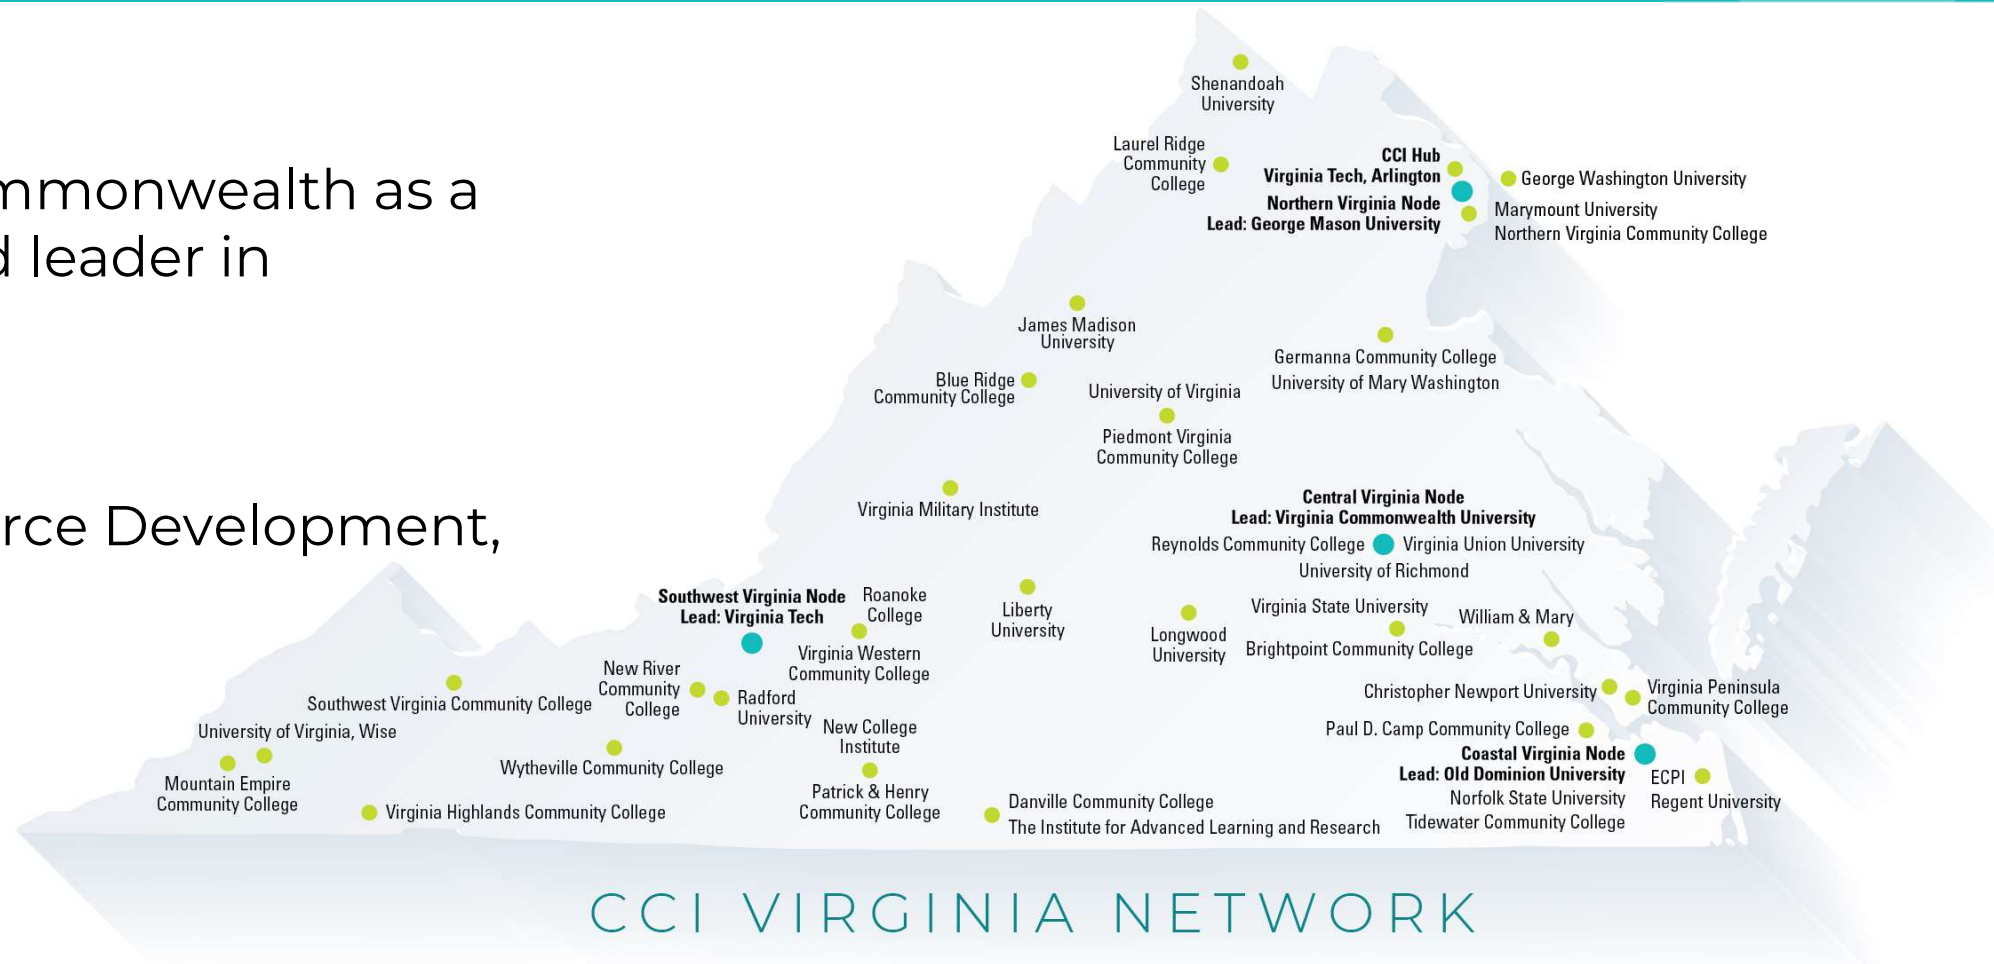 mmonwealth as a
d leader in
rce Development,
Shenandoah
University
Laurel Ridge
Community
College
CCI Hub
Virginia Tech, Arlington
Northern Virginia Node
Lead: George Mason University
George Washington University
Marymount University
Northern Virginia Community College
James Madison
University
Germanna Community College
University of Mary Washington
Blue Ridge
Community College
University of Virginia
Piedmont Virginia
Community College
Virginia Military Institute
Central Virginia Node
Lead: Virginia Commonwealth University
Reynolds Community College
Virginia Union University
University of Richmond
Southwest Virginia Node
Lead: Virginia Tech
Roanoke
College
Virginia Western
Community College
Liberty
University
Longwood
University
Virginia State University
Brightpoint Community College
William & Mary
New River
Community
College
Radford
University
Southwest Virginia Community College
University of Virginia, Wise
Mountain Empire
Community College
Wytheville Community College
Virginia Highlands Community College
New College
Institute
Patrick & Henry
Community College
Danville Community College
The Institute for Advanced Learning and Research
Christopher Newport University
Virginia Peninsula
Community College
Paul D. Camp Community College
Coastal Virginia Node
Lead: Old Dominion University
Norfolk State University
Tidewater Community College
ECPI
Regent University
CCI VIRGINIA NETWORK